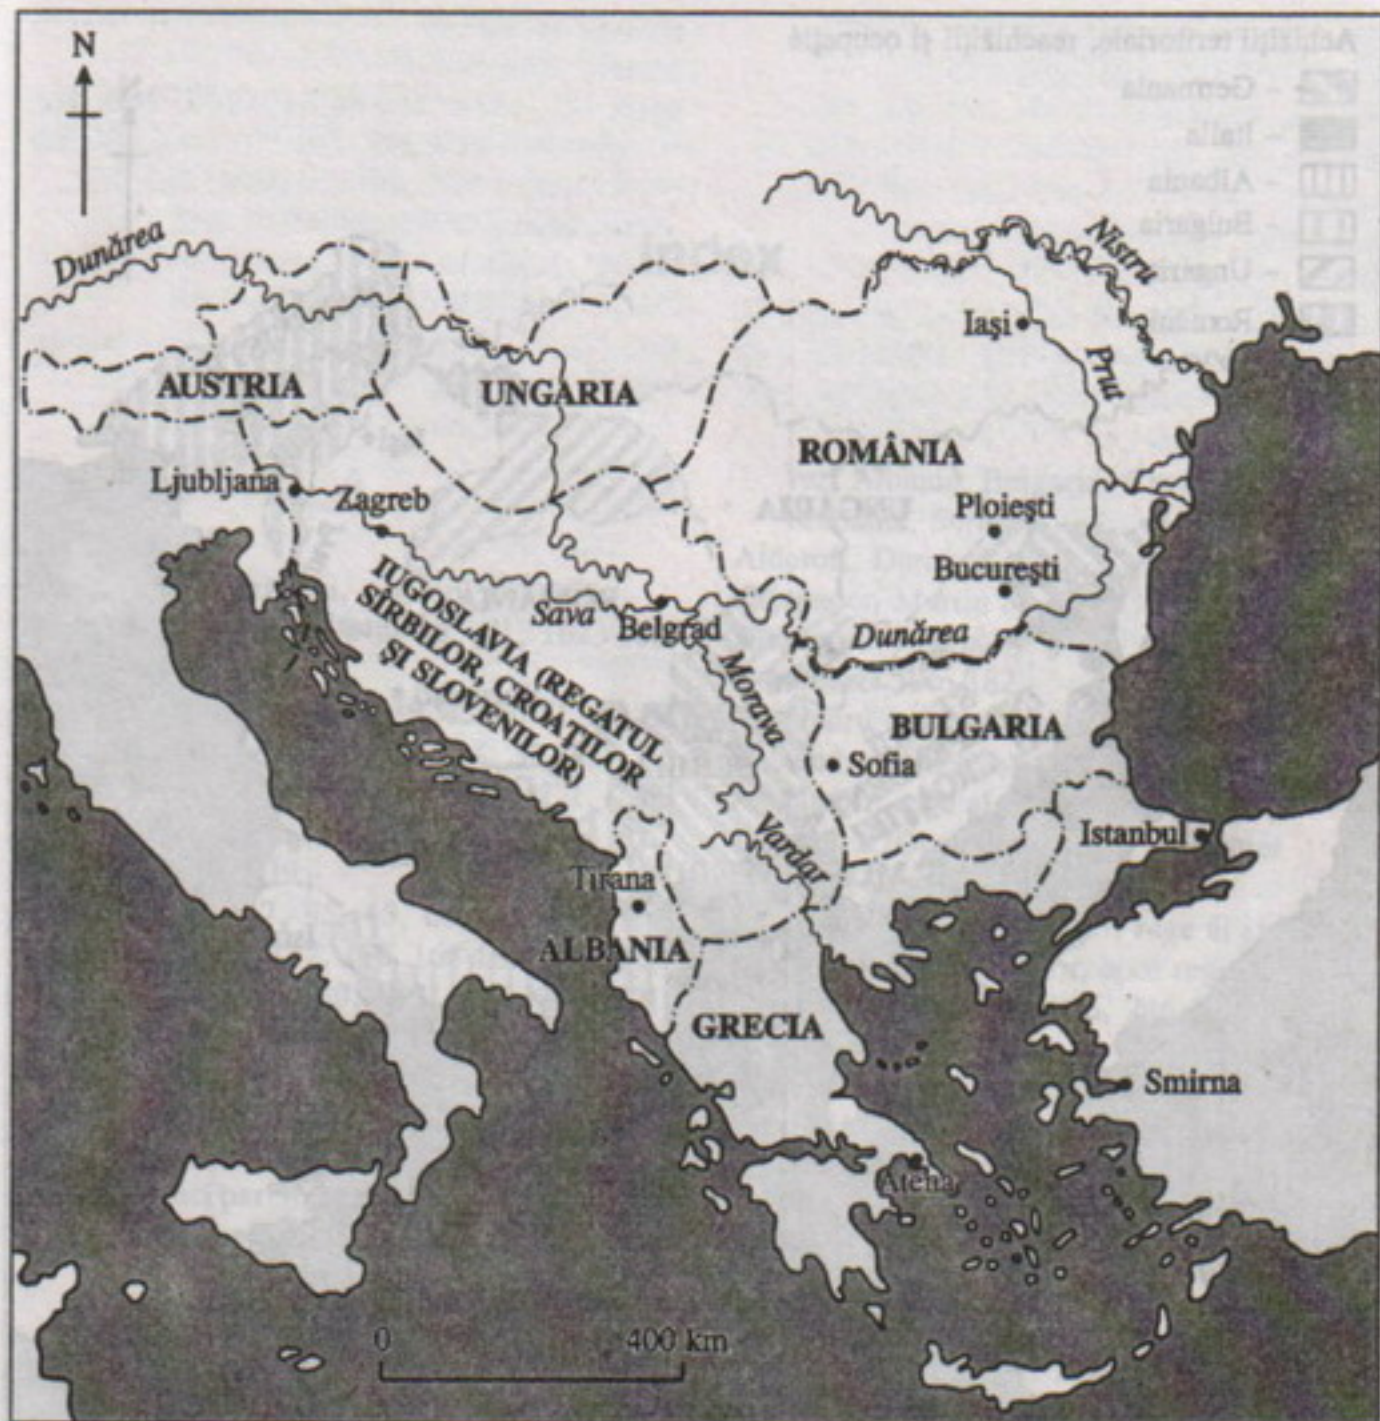 N
Dunărea
Nistru
Iași
Prut
AUSTRIA
UNGARIA
ROMÂNIA
Ljubljana
Zagreb
Ploiești
București
IUGOSLAVIA (REGATUL
SÎRBILOR, CROAȚILOR
ȘI SLOVENILOR)
Sava
Belgrad
Dunărea
Morava
BULGARIA
Sofia
Vardar
Istanbul
Tirana
ALBANIA
GRECIA
Smirna
Atena
0 400 km